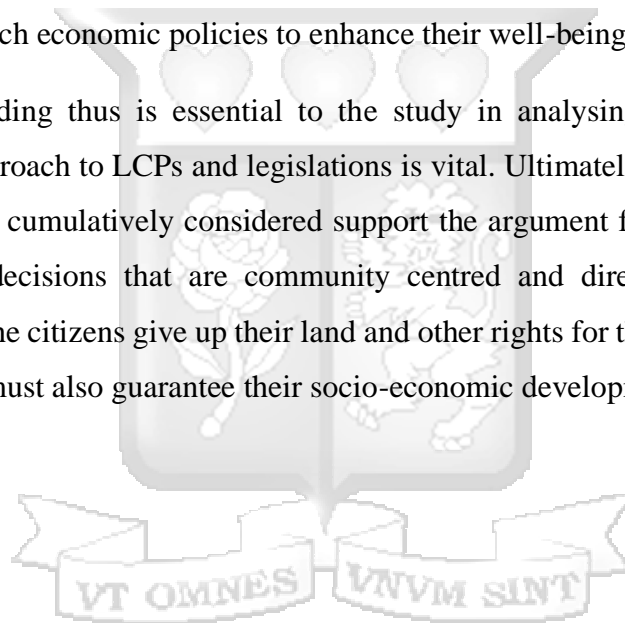 ch economic policies to enhance their well-being
ding thus is essential to the study in analysin
roach to LCPs and legislations is vital. Ultimatel
cumulatively considered support the argument f
decisions that are community centred and dire
ne citizens give up their land and other rights for t
must also guarantee their socio-economic develop
VT OMNES VNVM SINT